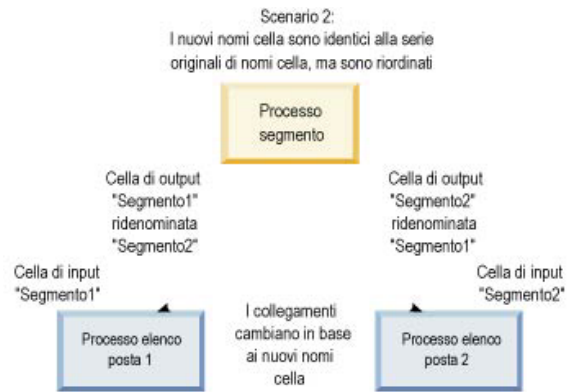 Scenario 2:
I nuovi nomi cella sono identici alla serie
originali di nomi cella, ma sono riordinati
Processo
segmento
Cella di output
"Segmento1"
ridenominata
"Segmento2"
Cella di output
"Segmento2"
ridenominata
"Segmento1"
Cella di input
"Segmento1"
Cella di input
"Segmento2"
Processo elenco
posta 1
I collegamenti
cambiano in base
ai nuovi nomi
cella
Processo elenco
posta 2